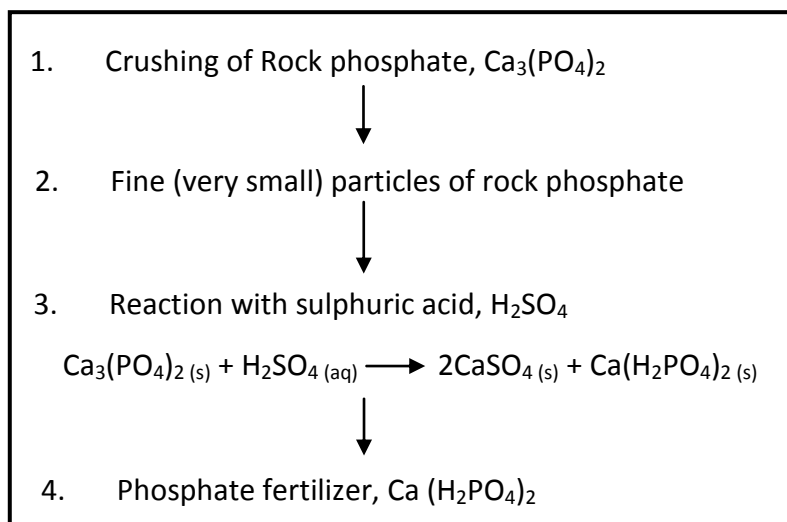 1. Crushing of Rock phosphate, Ca₃(PO₄)₂
2. Fine (very small) particles of rock phosphate
3. Reaction with sulphuric acid, H₂SO₄
Ca₃(PO₄)₂ (s) + H₂SO₄ (aq) ⟶ 2CaSO₄ (s) + Ca(H₂PO₄)₂ (s)
4. Phosphate fertilizer, Ca (H₂PO₄)₂